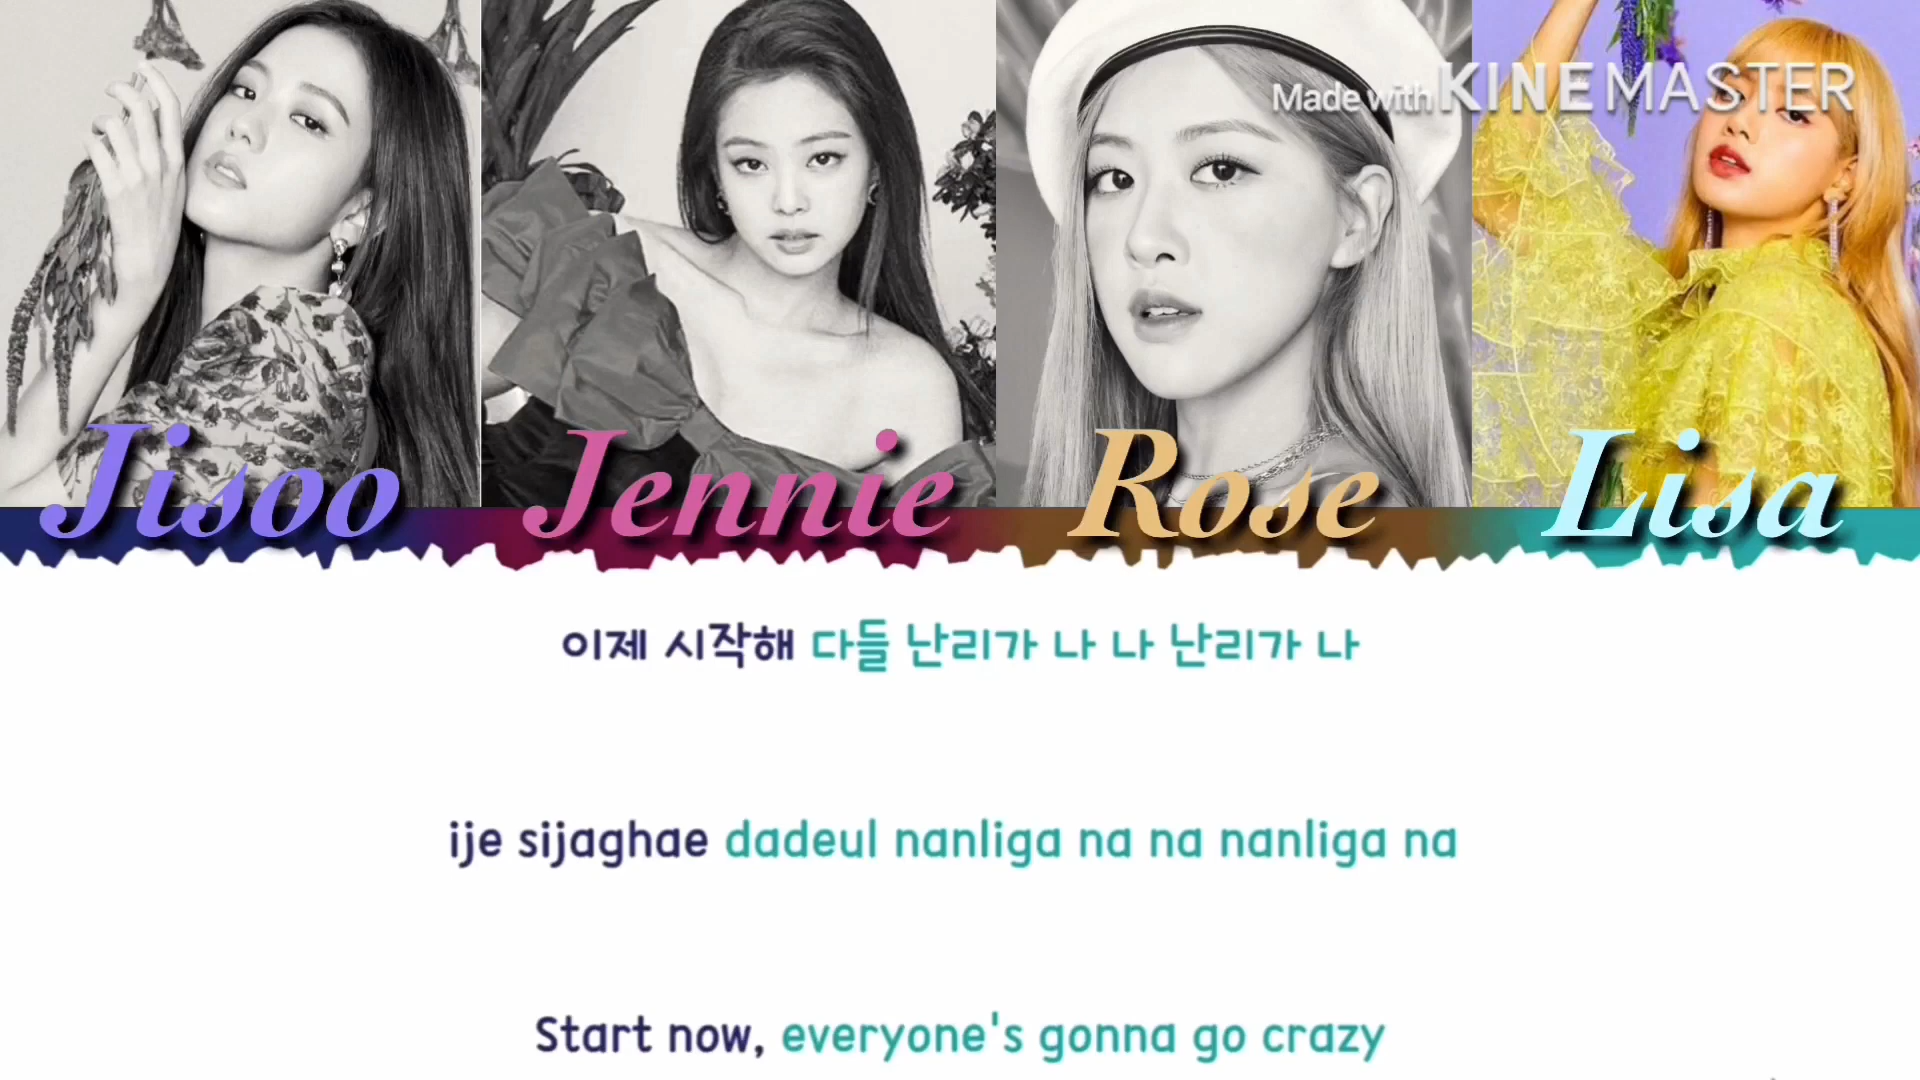 Made with KINEMASTER
Jisoo Jennie Rose Lisa
이제 시작해 다들 난리가 나 나 난리가 나
ije sijaghae dadeul nanliga na na nanliga na
Start now, everyone's gonna go crazy